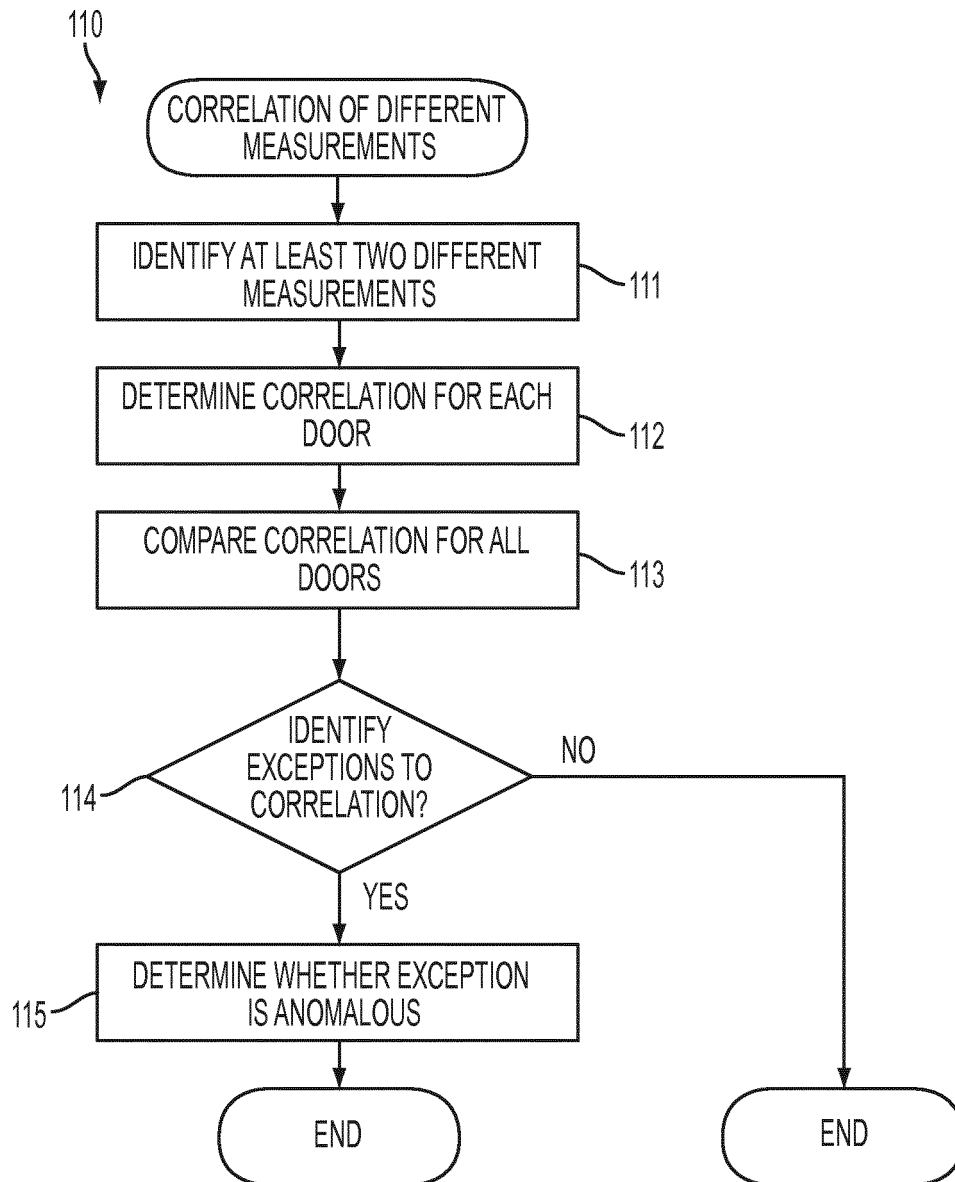 110
CORRELATION OF DIFFERENT
MEASUREMENTS
IDENTIFY AT LEAST TWO DIFFERENT
MEASUREMENTS
111
DETERMINE CORRELATION FOR EACH
DOOR
112
COMPARE CORRELATION FOR ALL
DOORS
113
IDENTIFY
EXCEPTIONS TO
CORRELATION?
114
NO
YES
DETERMINE WHETHER EXCEPTION
IS ANOMALOUS
115
END
END